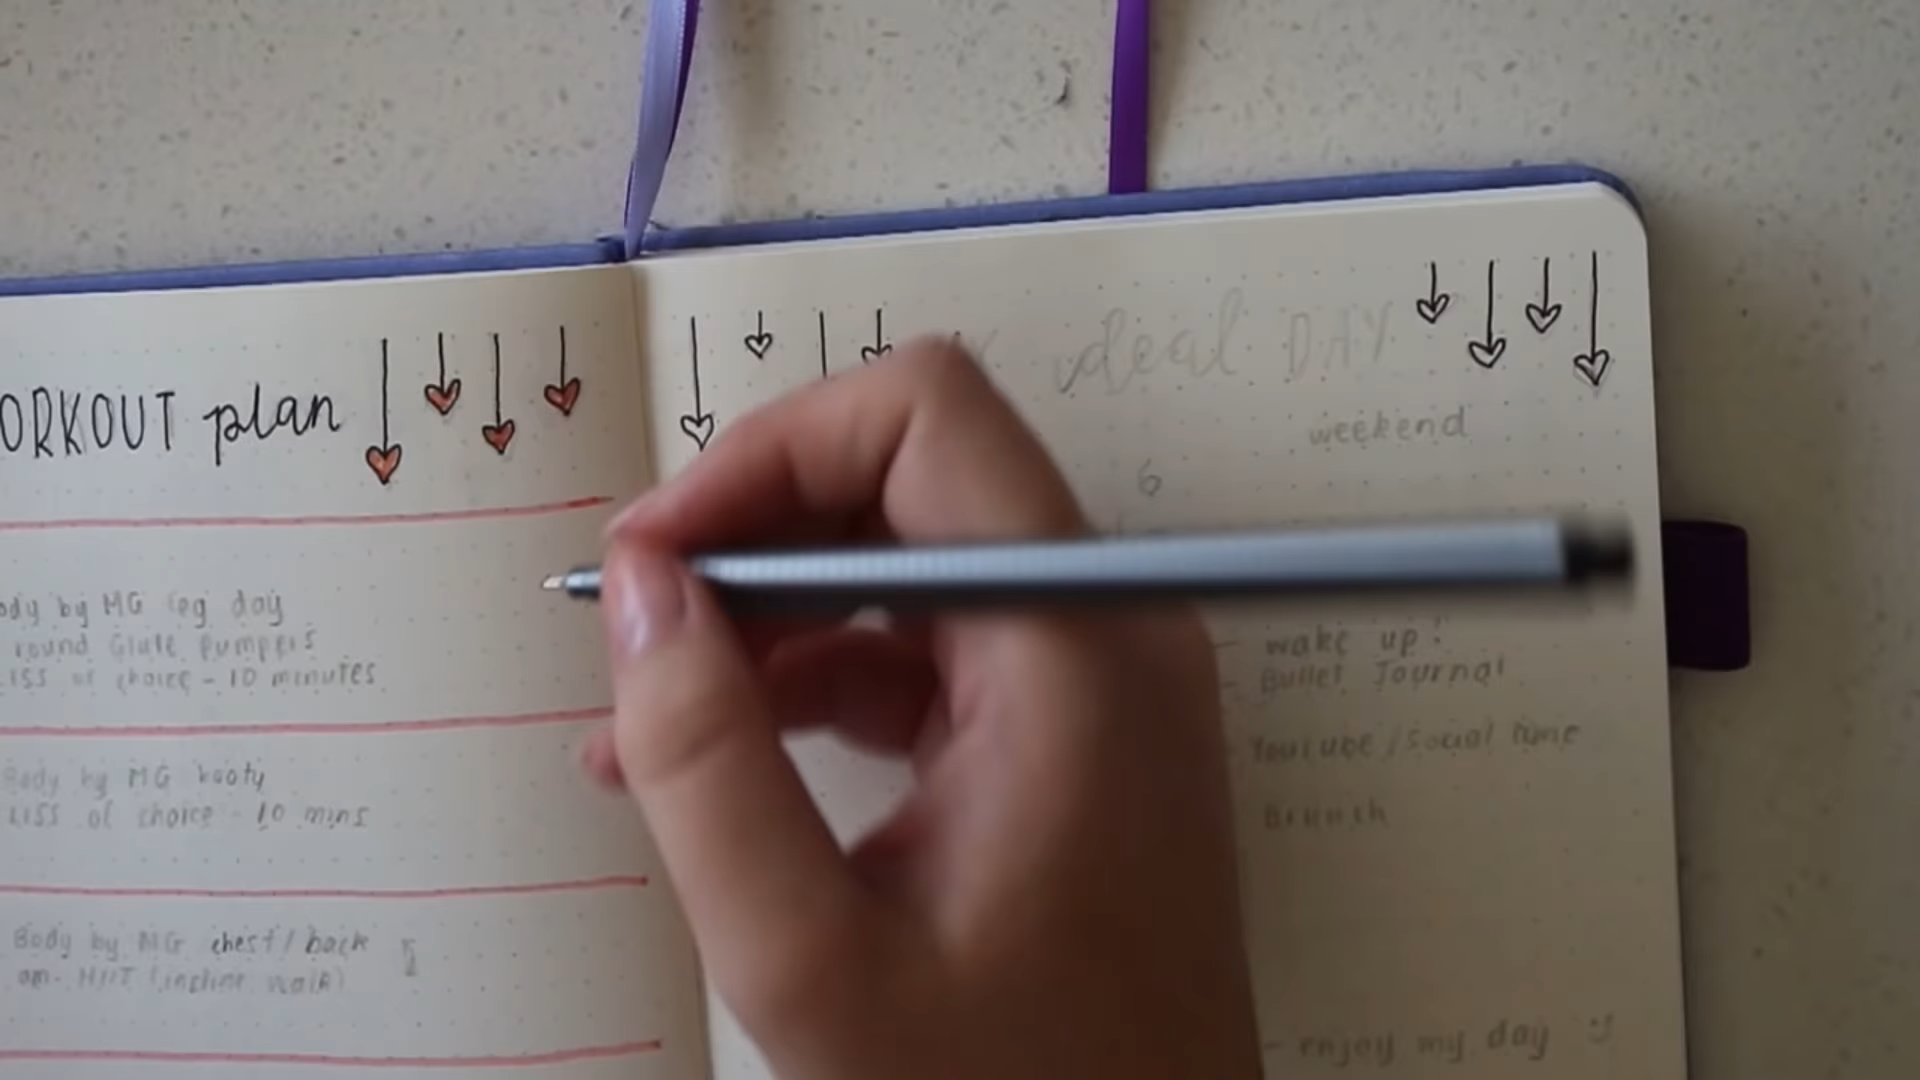 ORKOUT plan
ody by MG leg day
round Glute Pumpers
LISS of choice - 10 minutes
Body by MG booty
LISS of choice - 10 mins
Body by MG chest/back
am. HIIT (incline walk)
ideal DAY
weekend
6
- wake up!
- Bullet Journal
- Youtube/Social time
Brunch
- enjoy my day :)